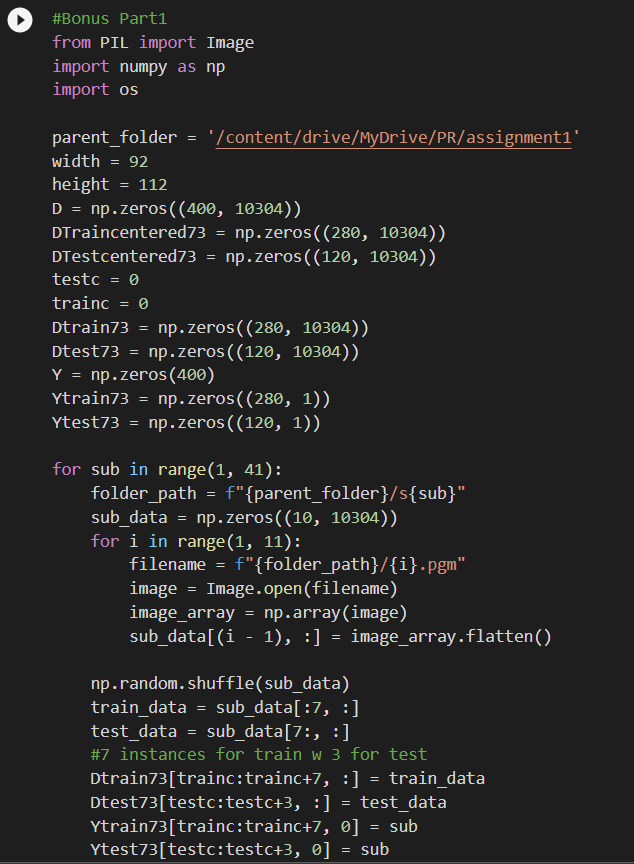 #Bonus Part1
from PIL import Image
import numpy as np
import os
parent_folder = '/content/drive/MyDrive/PR/assignment1'
width = 92
height = 112
D = np.zeros((400, 10304))
DTraincentered73 = np.zeros((280, 10304))
DTestcentered73 = np.zeros((120, 10304))
testc = 0
trainc = 0
Dtrain73 = np.zeros((280, 10304))
Dtest73 = np.zeros((120, 10304))
Y = np.zeros(400)
Ytrain73 = np.zeros((280, 1))
Ytest73 = np.zeros((120, 1))
for sub in range(1, 41):
    folder_path = f"{parent_folder}/s{sub}"
    sub_data = np.zeros((10, 10304))
    for i in range(1, 11):
        filename = f"{folder_path}/{i}.pgm"
        image = Image.open(filename)
        image_array = np.array(image)
        sub_data[(i - 1), :] = image_array.flatten()
    np.random.shuffle(sub_data)
    train_data = sub_data[:7, :]
    test_data = sub_data[7:, :]
    #7 instances for train w 3 for test
    Dtrain73[trainc:trainc+7, :] = train_data
    Dtest73[testc:testc+3, :] = test_data
    Ytrain73[trainc:trainc+7, 0] = sub
    Ytest73[testc:testc+3, 0] = sub